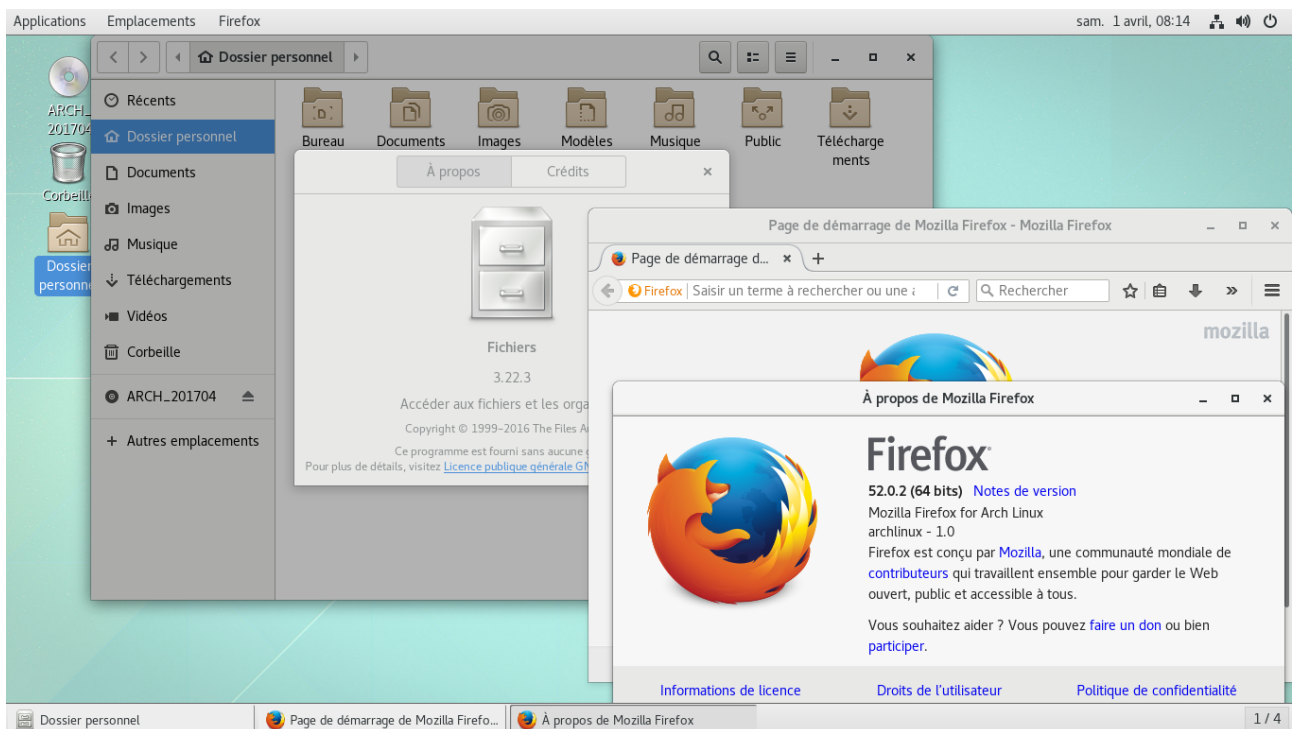 Applications Emplacements Firefox sam. 1 avril, 08:14
ARCH_
201704
Corbeill
Dossier
personne
Dossier personnel
Récents
Dossier personnel
Documents
Images
Musique
Téléchargements
Vidéos
Corbeille
ARCH_201704
+ Autres emplacements
Bureau Documents Images Modèles Musique Public Télécharge
ments
À propos Crédits
Fichiers
3.22.3
Accéder aux fichiers et les orga
Copyright © 1999–2016 The Files A
Ce programme est fourni sans aucune
Pour plus de détails, visitez Licence publique générale GN
Page de démarrage de Mozilla Firefox - Mozilla Firefox
Page de démarrage d...
Firefox Saisir un terme à rechercher ou une a Rechercher
mozilla
À propos de Mozilla Firefox
Firefox
52.0.2 (64 bits) Notes de version
Mozilla Firefox for Arch Linux
archlinux - 1.0
Firefox est conçu par Mozilla, une communauté mondiale de
contributeurs qui travaillent ensemble pour garder le Web
ouvert, public et accessible à tous.
Vous souhaitez aider ? Vous pouvez faire un don ou bien
participer.
Informations de licence Droits de l'utilisateur Politique de confidentialité
Dossier personnel Page de démarrage de Mozilla Firefo... À propos de Mozilla Firefox 1 / 4